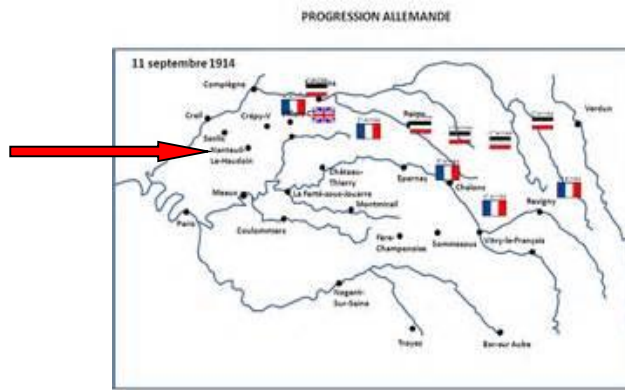 PROGRESSION ALLEMANDE
11 septembre 1914
Compiègne
Verdun
Creil
Crépy-V
Senlis
Nanteuil
Le-Haudoin
Château-
Thierry
Epernay
Chalons
Meaux
La Ferté-sous-Jouarre
Montmirail
Revigny
Paris
Coulommiers
Fère-
Champenoise
Sommesous
Vitry-le-François
Nogent-
Sur-Seine
Troyes
Bar-sur Aube